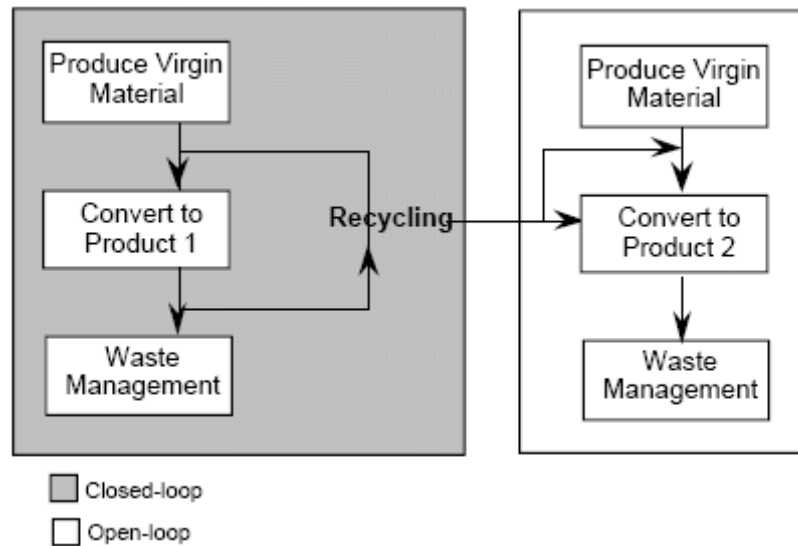 Produce Virgin
Material
Convert to
Product 1
Waste
Management
Recycling
Produce Virgin
Material
Convert to
Product 2
Waste
Management
Closed-loop
Open-loop